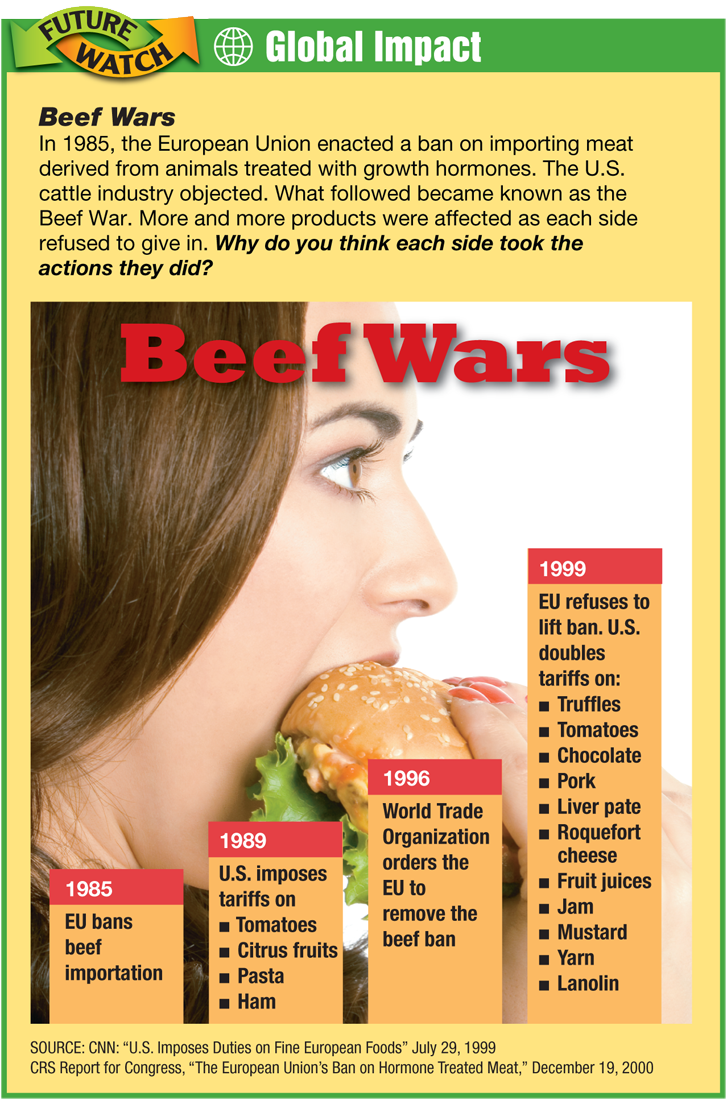 FUTURE
WATCH
Global Impact
Beef Wars
In 1985, the European Union enacted a ban on importing meat
derived from animals treated with growth hormones. The U.S.
cattle industry objected. What followed became known as the
Beef War. More and more products were affected as each side
refused to give in. Why do you think each side took the
actions they did?
Beef Wars
1985
EU bans
beef
importation
1989
U.S. imposes
tariffs on
■ Tomatoes
■ Citrus fruits
■ Pasta
■ Ham
1996
World Trade
Organization
orders the
EU to
remove the
beef ban
1999
EU refuses to
lift ban. U.S.
doubles
tariffs on:
■ Truffles
■ Tomatoes
■ Chocolate
■ Pork
■ Liver pate
■ Roquefort
cheese
■ Fruit juices
■ Jam
■ Mustard
■ Yarn
■ Lanolin
SOURCE: CNN: “U.S. Imposes Duties on Fine European Foods” July 29, 1999
CRS Report for Congress, “The European Union’s Ban on Hormone Treated Meat,” December 19, 2000